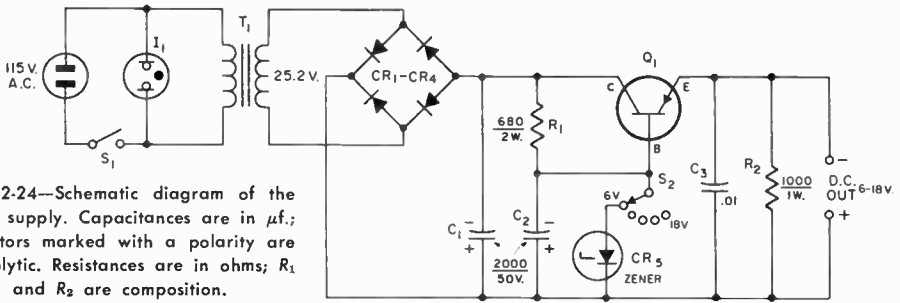 T1
I1
115 V.
A.C.
25.2 V.
CR1-CR4
S1
Q1
C
E
B
680
2W.
R1
S2
6V
18V
C1
C2
C3
.01
R2
1000
1W.
−
D.C.
OUT 6-18V.
+
−
+
−
+
2000
50V.
CR5
ZENER
2-24—Schematic diagram of the
supply. Capacitances are in μf.;
tors marked with a polarity are
lytic. Resistances are in ohms; R1
and R2 are composition.